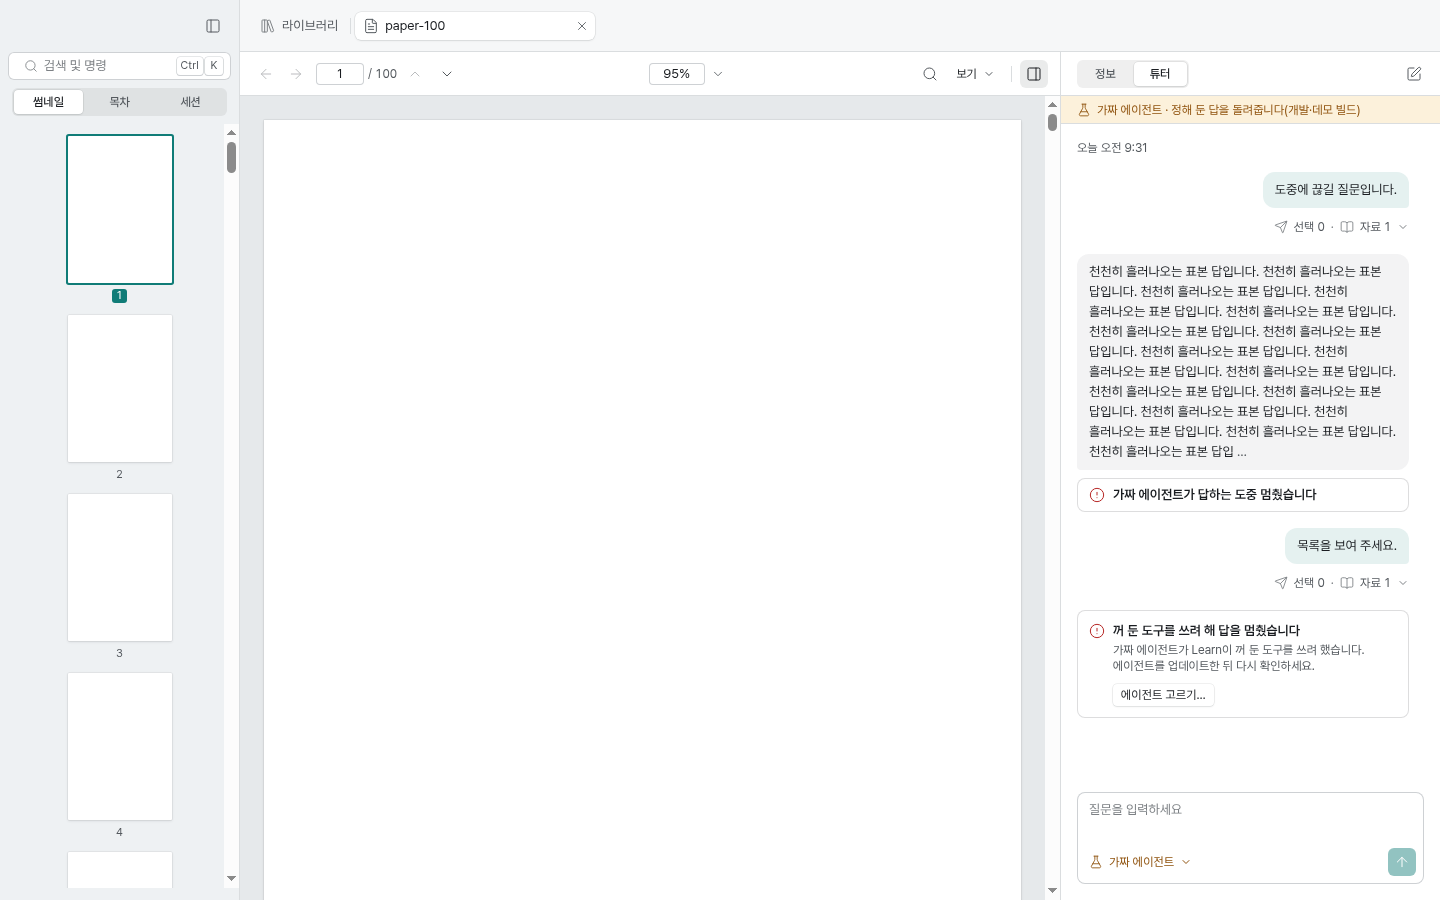 라이브러리
paper-100
검색 및 명령
Ctrl
K
썸네일
목차
세션
1
2
3
4
1 / 100
95%
보기
정보
튜터
가짜 에이전트 · 정해 둔 답을 돌려줍니다(개발·데모 빌드)
오늘 오전 9:31
도중에 끊길 질문입니다.
선택 0 · 자료 1
천천히 흘러나오는 표본 답입니다. 천천히 흘러나오는 표본
답입니다. 천천히 흘러나오는 표본 답입니다. 천천히
흘러나오는 표본 답입니다. 천천히 흘러나오는 표본 답입니다.
천천히 흘러나오는 표본 답입니다. 천천히 흘러나오는 표본
답입니다. 천천히 흘러나오는 표본 답입니다. 천천히
흘러나오는 표본 답입니다. 천천히 흘러나오는 표본 답입니다.
천천히 흘러나오는 표본 답입니다. 천천히 흘러나오는 표본
답입니다. 천천히 흘러나오는 표본 답입니다. 천천히
흘러나오는 표본 답입니다. 천천히 흘러나오는 표본 답입니다.
천천히 흘러나오는 표본 답입 ...
가짜 에이전트가 답하는 도중 멈췄습니다
목록을 보여 주세요.
선택 0 · 자료 1
꺼 둔 도구를 쓰려 해 답을 멈췄습니다
가짜 에이전트가 Learn이 꺼 둔 도구를 쓰려 했습니다.
에이전트를 업데이트한 뒤 다시 확인하세요.
에이전트 고르기...
질문을 입력하세요
가짜 에이전트